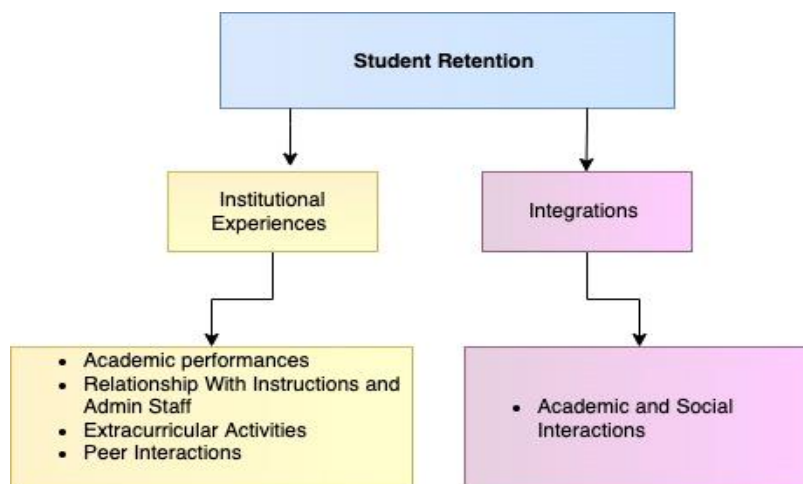 Student Retention
Institutional
Experiences
Integrations
• Academic performances
• Relationship With Instructions and
Admin Staff
• Extracurricular Activities
• Peer Interactions
• Academic and Social
Interactions